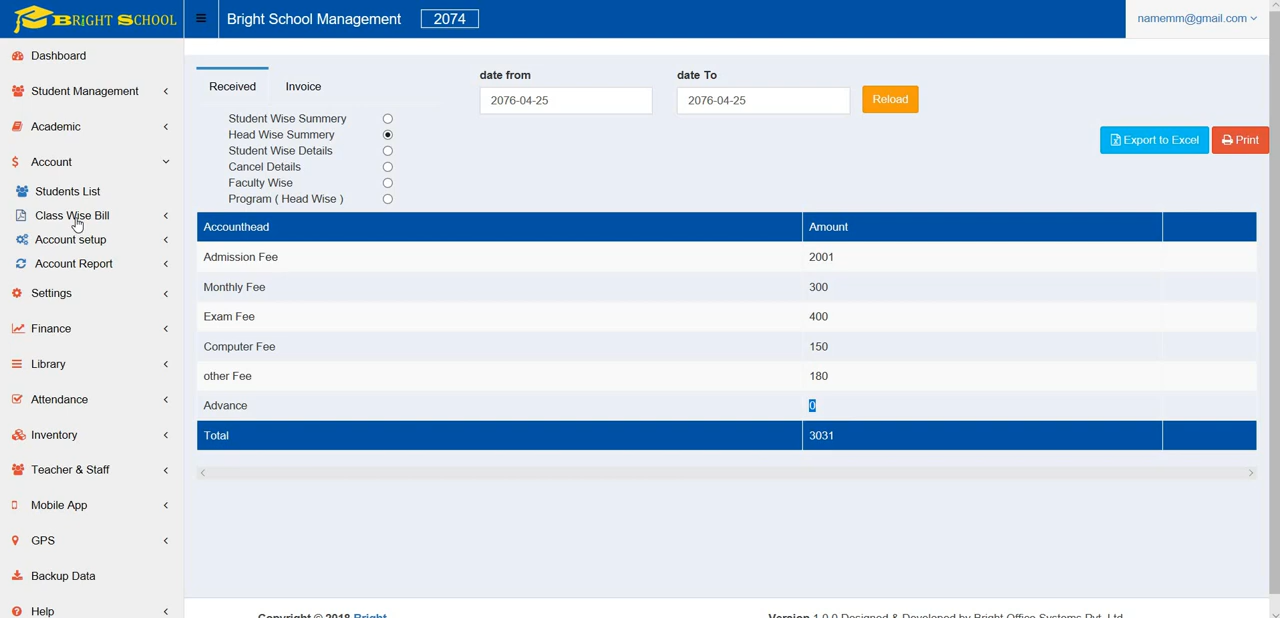 BRIGHT SCHOOL
Bright School Management
2074
namemm@gmail.com
Dashboard
Student Management
Academic
Account
Students List
Class Wise Bill
Account setup
Account Report
Settings
Finance
Library
Attendance
Inventory
Teacher & Staff
Mobile App
GPS
Backup Data
Help
Received Invoice
Student Wise Summery
Head Wise Summery
Student Wise Details
Cancel Details
Faculty Wise
Program ( Head Wise )
date from date To
2076-04-25 2076-04-25 Reload
Export to Excel Print
Accounthead Amount
Admission Fee 2001
Monthly Fee 300
Exam Fee 400
Computer Fee 150
other Fee 180
Advance 0
Total 3031
Copyright © 2018 Bright Version 1.0.0 Designed & Developed by Bright Office Systems Pvt. Ltd.